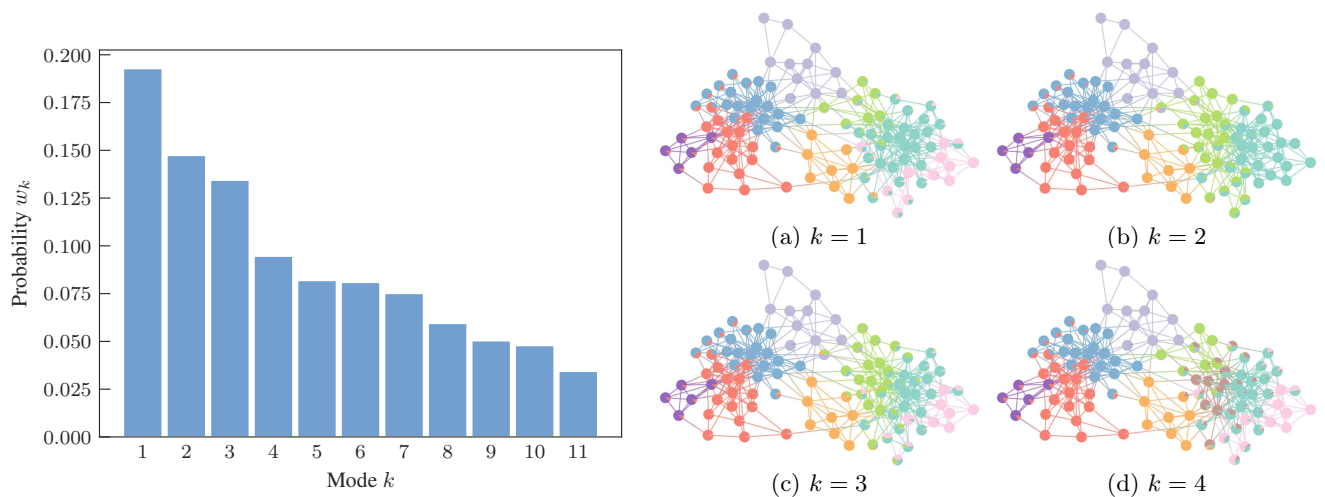 Probability w_k
0.200
0.175
0.150
0.125
0.100
0.075
0.050
0.025
0.000
1 2 3 4 5 6 7 8 9 10 11
Mode k
(a) k = 1
(b) k = 2
(c) k = 3
(d) k = 4